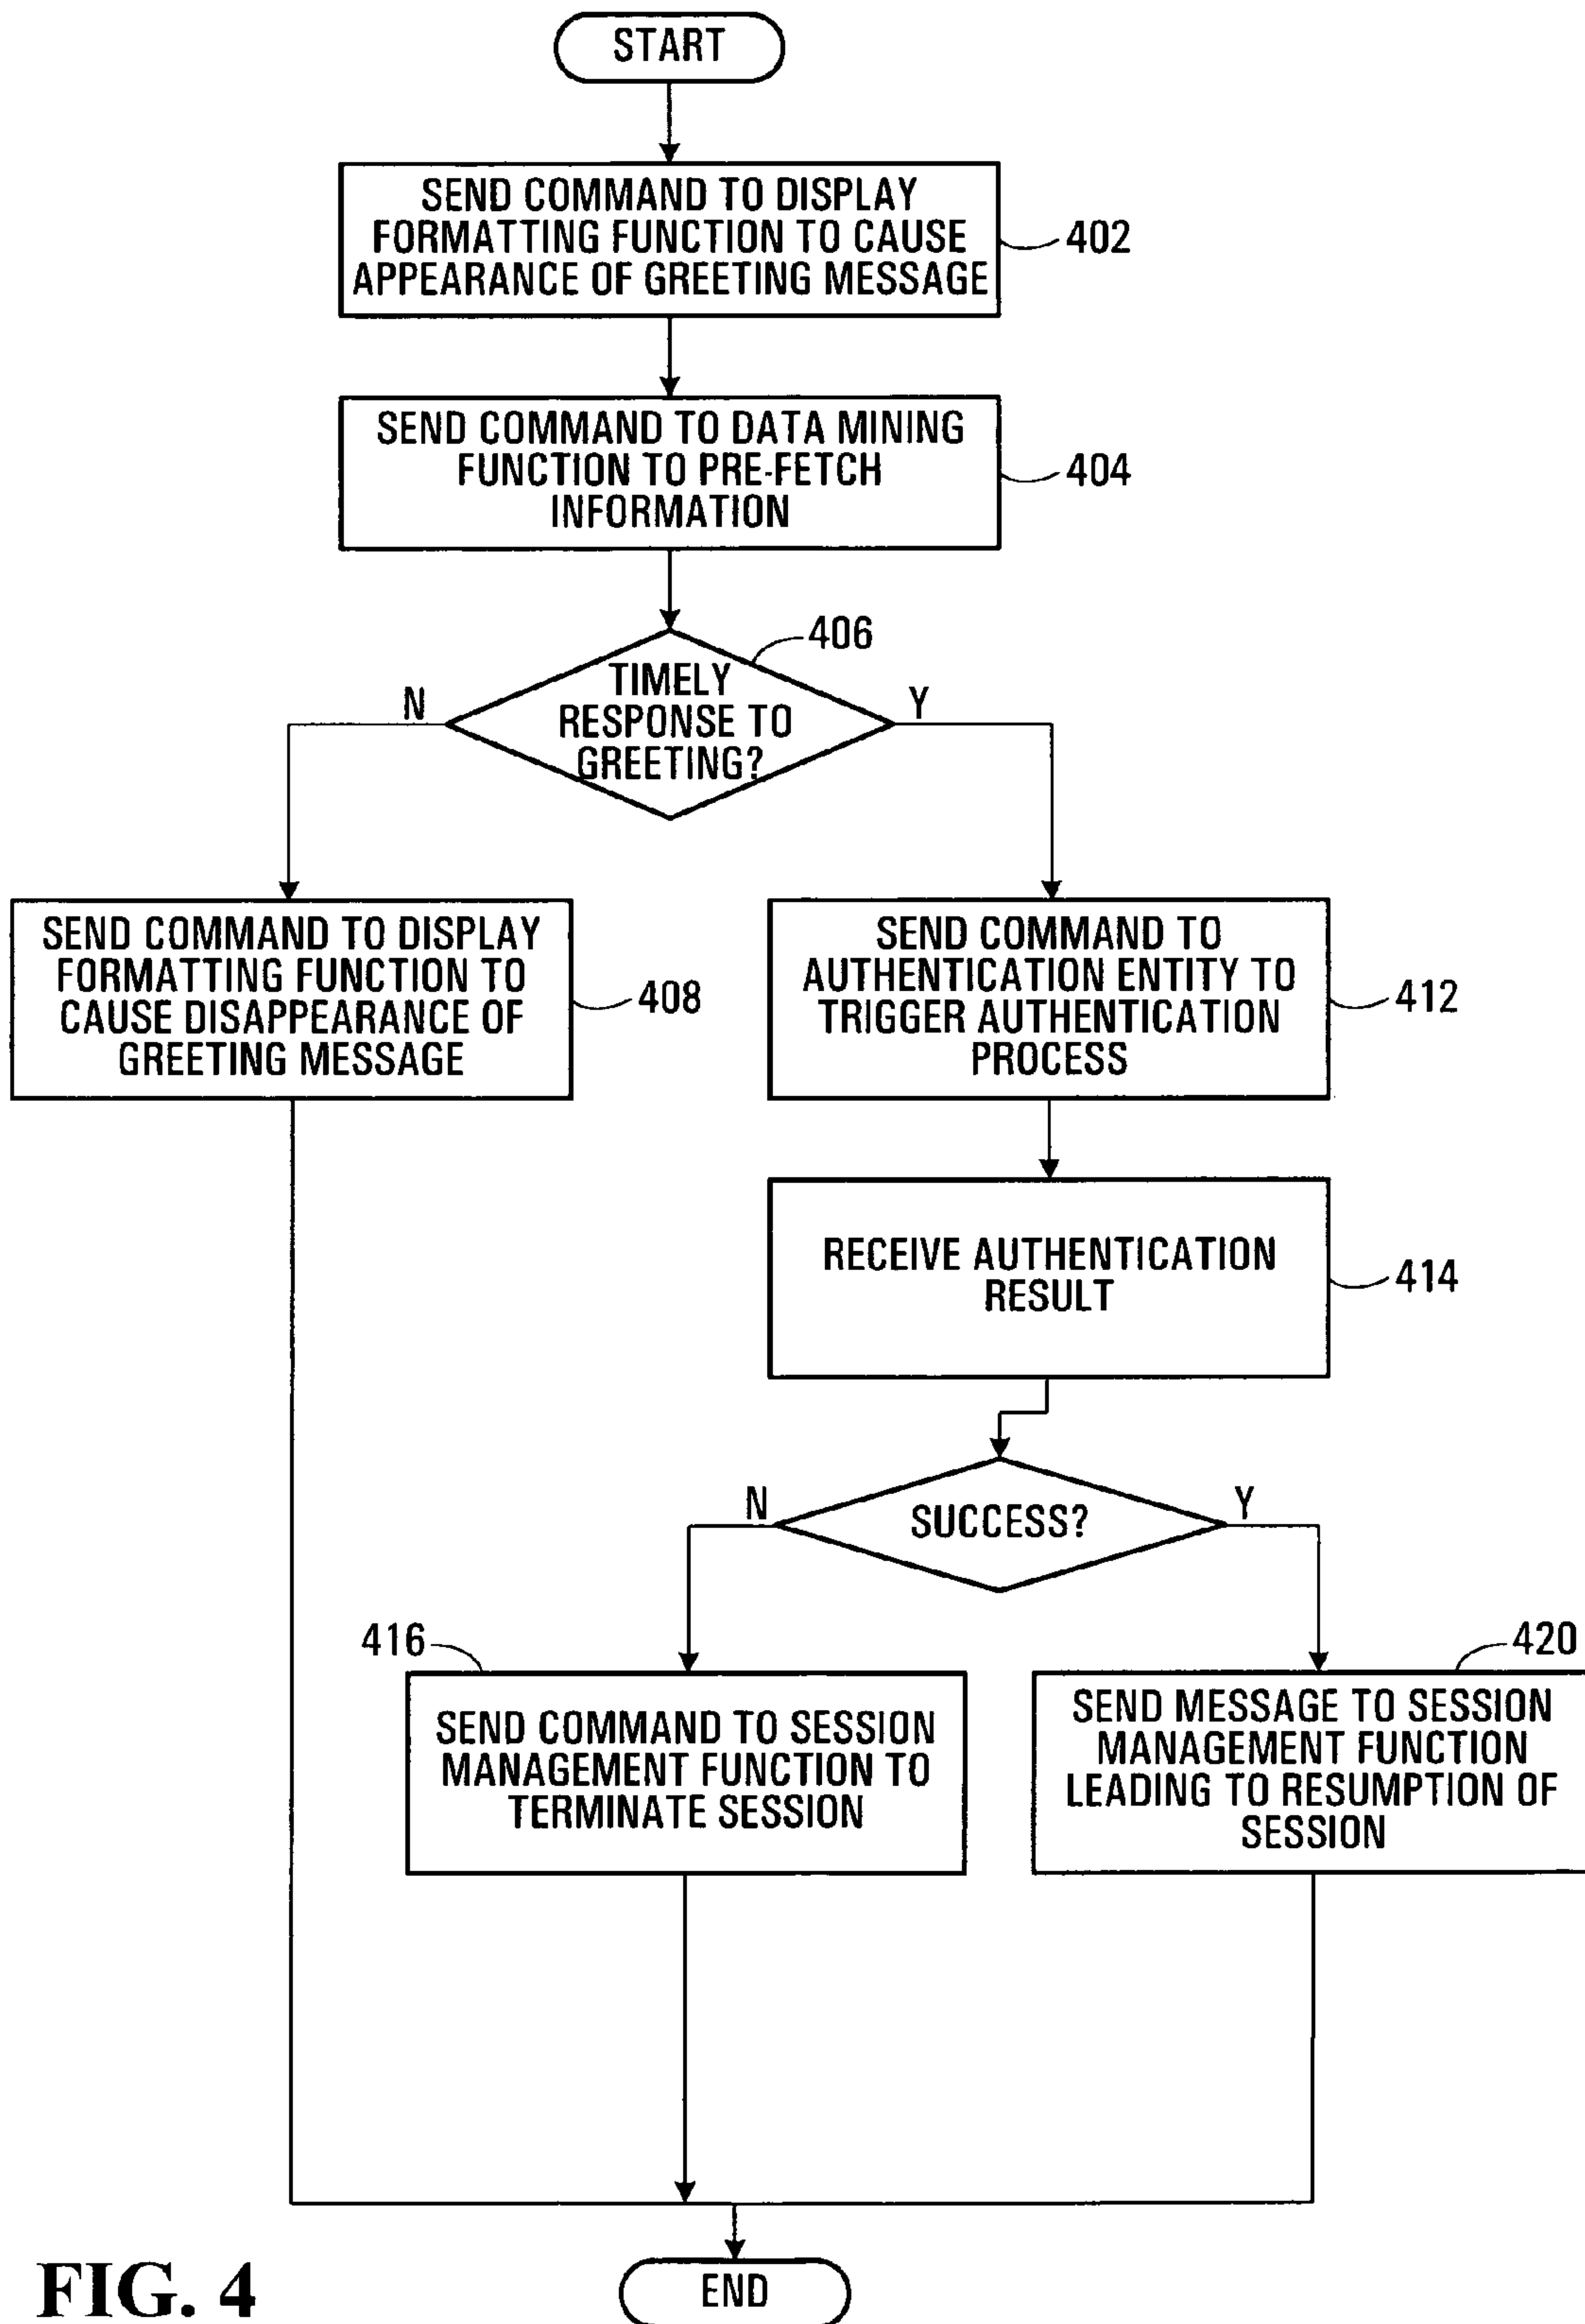 START
SEND COMMAND TO DISPLAY
FORMATTING FUNCTION TO CAUSE
APPEARANCE OF GREETING MESSAGE
402
SEND COMMAND TO DATA MINING
FUNCTION TO PRE-FETCH
INFORMATION
404
406
TIMELY
RESPONSE TO
GREETING?
N
Y
SEND COMMAND TO DISPLAY
FORMATTING FUNCTION TO
CAUSE DISAPPEARANCE OF
GREETING MESSAGE
408
SEND COMMAND TO
AUTHENTICATION ENTITY TO
TRIGGER AUTHENTICATION
PROCESS
412
RECEIVE AUTHENTICATION
RESULT
414
SUCCESS?
N
Y
416
SEND COMMAND TO SESSION
MANAGEMENT FUNCTION TO
TERMINATE SESSION
420
SEND MESSAGE TO SESSION
MANAGEMENT FUNCTION
LEADING TO RESUMPTION OF
SESSION
END
FIG. 4